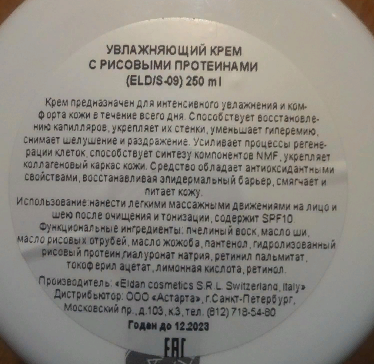 УВЛАЖНЯЮЩИЙ КРЕМ
С РИСОВЫМИ ПРОТЕИНАМИ
(ELD/S-09) 250 ml
Крем предназначен для интенсивного увлажнения и ком-
форта кожи в течение всего дня. Способствует восстановле-
нию капилляров, укрепляет их стенки, уменьшает гиперемию,
снимает шелушение и раздражение. Усиливает процессы регене-
рации клеток, способствует синтезу компонентов NMF, укрепляет
коллагеновый каркас кожи. Средство обладает антиоксидантными
свойствами, восстанавливая эпидермальный барьер, смягчает и
питает кожу.
Использование нанести легкими массажными движениями на лицо и
шею после очищения и тонизации, содержит SPF10.
Функциональные ингредиенты: пчелиный воск, масло ши,
масло рисовых отрубей, масло жожоба, пантенол, гидролизованный
рисовый протеин,гиалуронат натрия, ретинил пальмитат,
токоферил ацетат, лимонная кислота, ретинол.
Производитель: «Eldan cosmetics S.R.L. Switzerland, Italy»
Дистрибьютор: ООО «Астарта», г.Санкт-Петербург,
Московский пр.,д.103, к3, тел. (812) 718-54-80
Годен до 12.2023
EAC